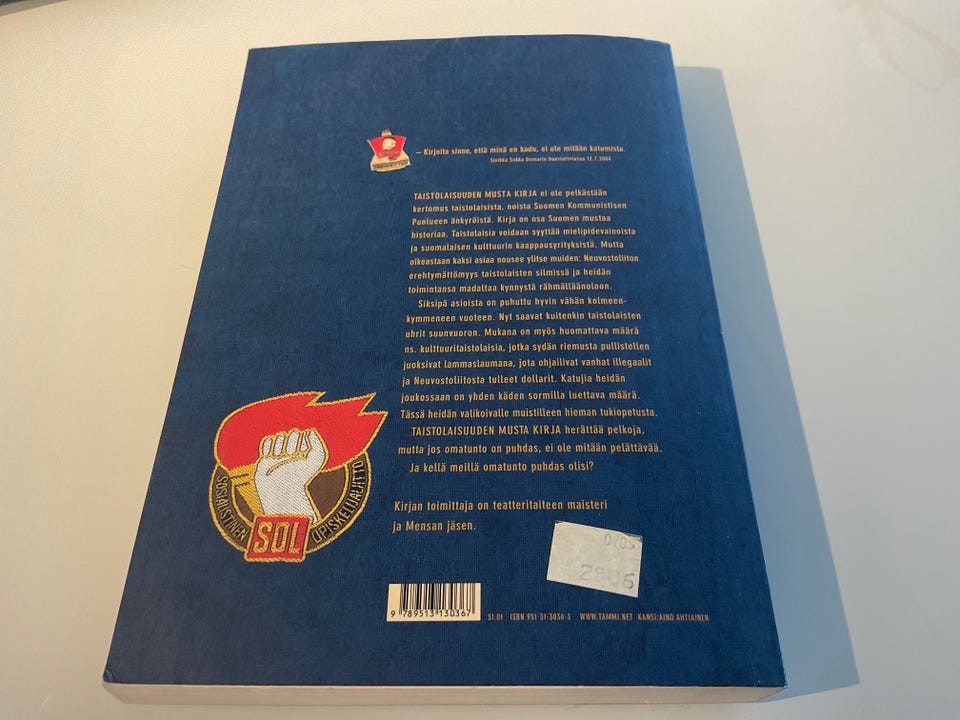 – Kirjoita sinne, että minä en kadu, ei ole mitään katumista.
Sinikka Sokka Demarin haastattelussa 12.7.2004
TAISTOLAISUUDEN MUSTA KIRJA ei ole pelkästään
kertomus taistolaisista, noista Suomen Kommunistisen
Puolueen änkyröistä. Kirja on osa Suomen mustaa
historiaa. Taistolaisia voidaan syyttää mielipidevainoista
ja suomalaisen kulttuurin kaappausyrityksistä. Mutta
oikeastaan kaksi asiaa nousee ylitse muiden: Neuvostoliiton
erehtymättömyys taistolaisten silmissä ja heidän
toimintansa madaltaa kynnystä rähmälläänoloon.
Siksipä asioista on puhuttu hyvin vähän kolmeen-
kymmeneen vuoteen. Nyt saavat kuitenkin taistolaisten
uhrit suunvuoron. Mukana on myös huomattava määrä
ns. kulttuuritaistolaisia, jotka sydän riemusta pullistellen
juoksivat lammaslaumana, jota ohjailivat vanhat illegaalit
ja Neuvostoliitosta tulleet dollarit. Katujia heidän
joukossaan on yhden käden sormilla luettava määrä.
Tässä heidän valikoivalle muistilleen hieman tukiopetusta.
TAISTOLAISUUDEN MUSTA KIRJA herättää pelkoja,
mutta jos omatunto on puhdas, ei ole mitään pelättävää.
Ja kellä meillä omatunto puhdas olisi?
SOSIALISTINEN OPISKELIJALIITTO
SOL
Kirjan toimittaja on teatteritaiteen maisteri
ja Mensan jäsen.
0705
2906
9 789513 130367
31.01 ISBN 951-31-3036-3 WWW.TAMMI.NET KANSI: AINO AHTIAINEN